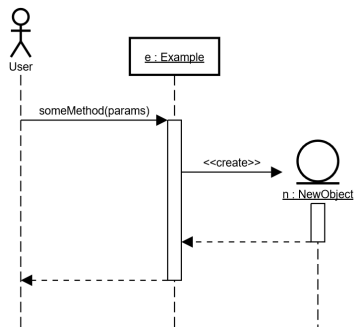 User
e : Example
someMethod(params)
<<create>>
n : NewObject